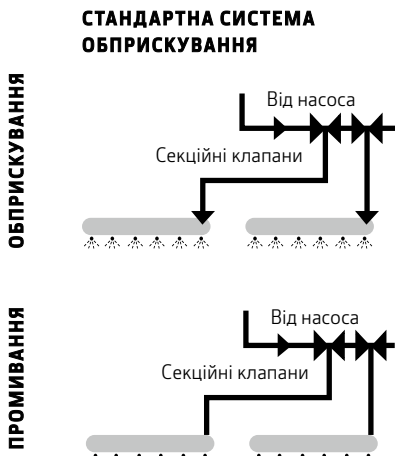 СТАНДАРТНА СИСТЕМА
ОБПРИСКУВАННЯ
ОБПРИСКУВАННЯ
Від насоса
Секційні клапани
ПРОМИВАННЯ
Від насоса
Секційні клапани